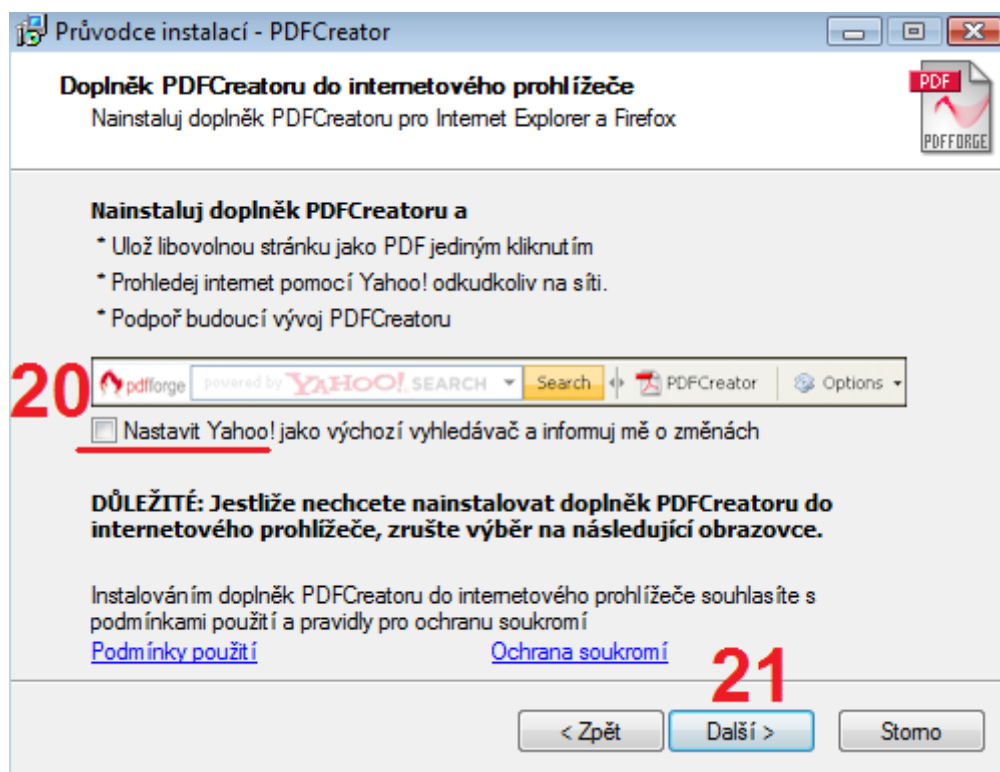 Průvodce instalací - PDFCreator
Doplněk PDFCreatoru do internetového prohlížeče
Nainstaluj doplněk PDFCreatoru pro Internet Explorer a Firefox
PDF
PDFFORGE
Nainstaluj doplněk PDFCreatoru a
* Ulož libovolnou stránku jako PDF jediným kliknutím
* Prohledej internet pomocí Yahoo! odkudkoliv na síti.
* Podpoř budoucí vývoj PDFCreatoru
20
pdfforge powered by YAHOO! SEARCH Search PDFCreator Options
Nastavit Yahoo! jako výchozí vyhledávač a informuj mě o změnách
DŮLEŽITÉ: Jestliže nechcete nainstalovat doplněk PDFCreatoru do
internetového prohlížeče, zrušte výběr na následující obrazovce.
Instalováním doplněk PDFCreatoru do internetového prohlížeče souhlasíte s
podmínkami použití a pravidly pro ochranu soukromí
Podmínky použití Ochrana soukromí
21
< Zpět Další > Storno